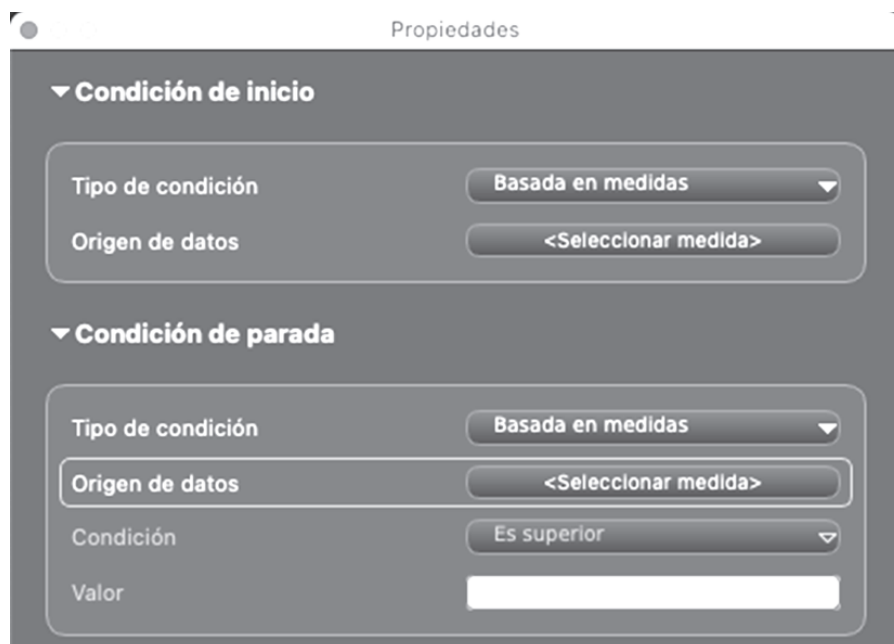 Propiedades
Condición de inicio
Tipo de condición Basada en medidas
Origen de datos <Seleccionar medida>
Condición de parada
Tipo de condición Basada en medidas
Origen de datos <Seleccionar medida>
Condición Es superior
Valor